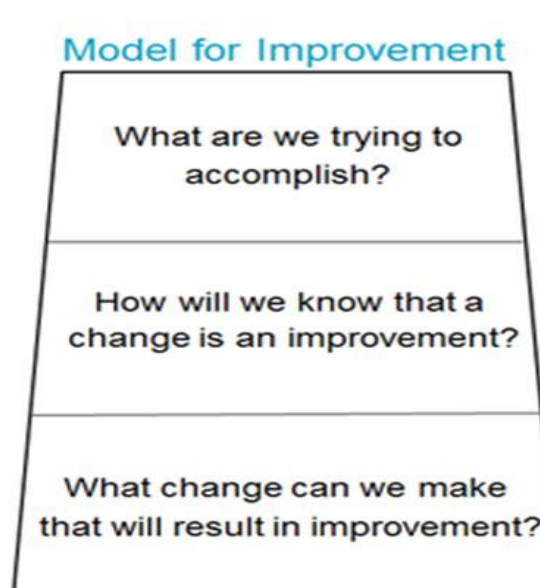 Model for Improvement
What are we trying to
accomplish?
How will we know that a
change is an improvement?
What change can we make
that will result in improvement?